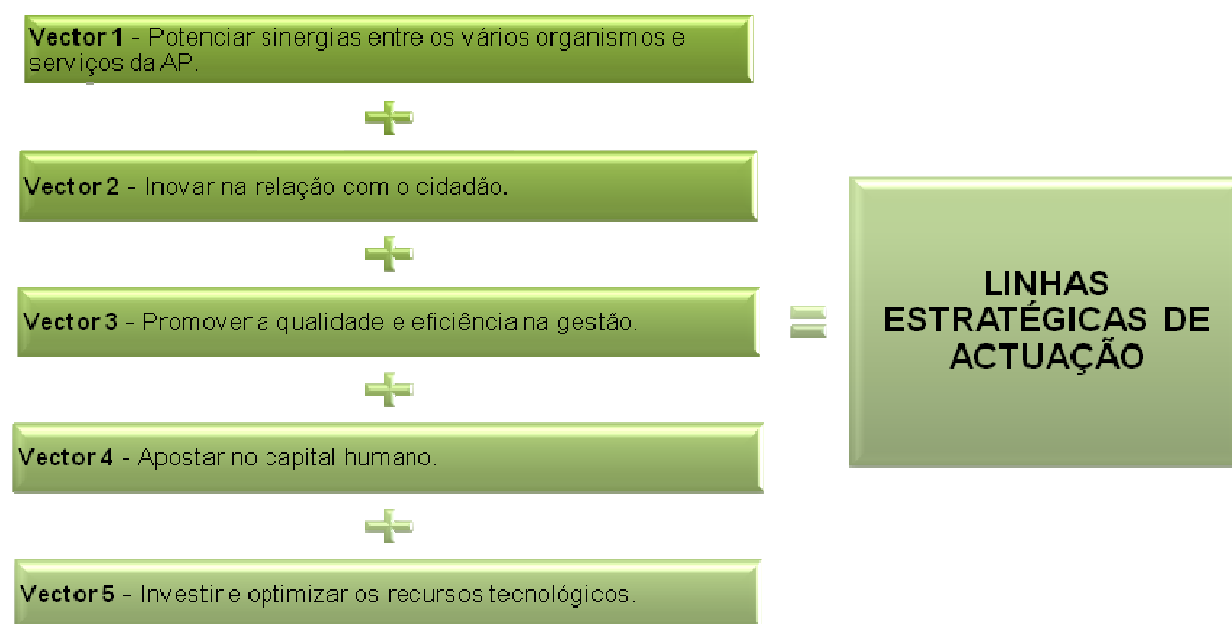 Vector 1 - Potenciar sinergias entre os vários organismos e
serviços da AP.
Vector 2 - Inovar na relação com o cidadão.
Vector 3 - Promover a qualidade e eficiência na gestão.
Vector 4 - Apostar no capital humano.
Vector 5 - Investir e optimizar os recursos tecnológicos.
LINHAS
ESTRATÉGICAS DE
ACTUAÇÃO